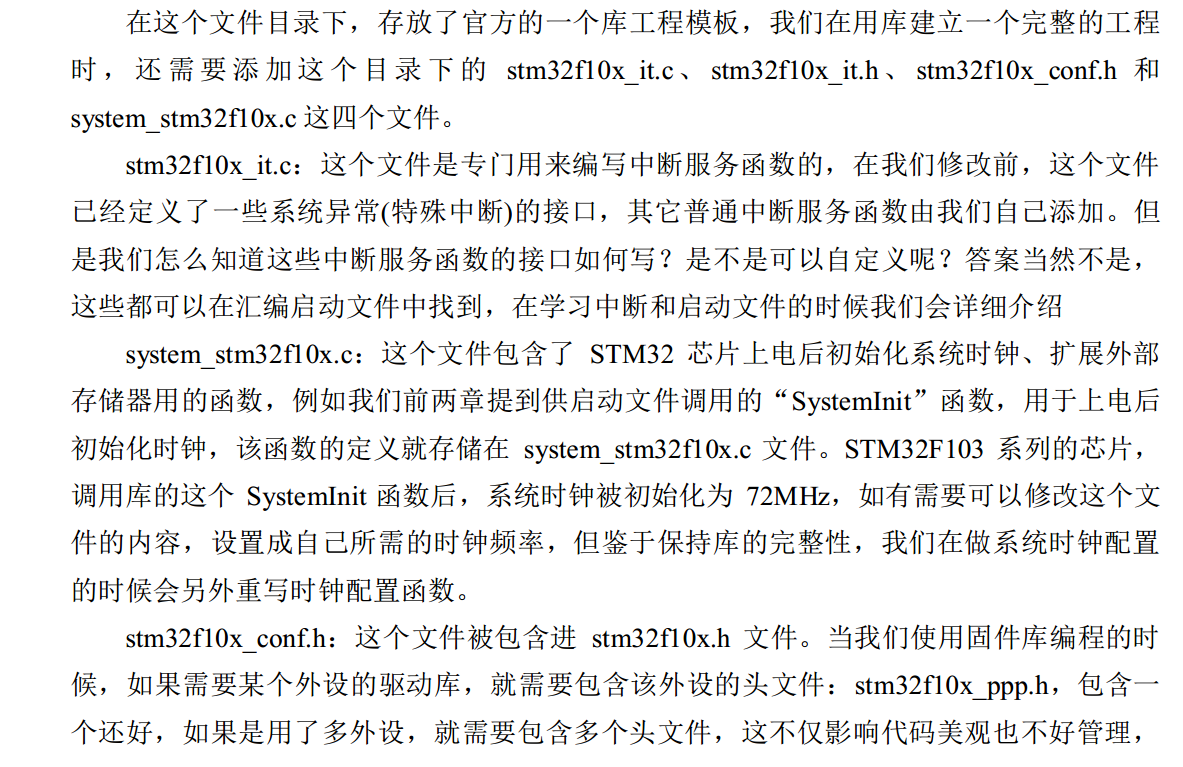 在这个文件目录下，存放了官方的一个库工程模板，我们在用库建立一个完整的工程
时，还需要添加这个目录下的 stm32f10x_it.c、stm32f10x_it.h、stm32f10x_conf.h 和
system_stm32f10x.c 这四个文件。
stm32f10x_it.c：这个文件是专门用来编写中断服务函数的，在我们修改前，这个文件
已经定义了一些系统异常(特殊中断)的接口，其它普通中断服务函数由我们自己添加。但
是我们怎么知道这些中断服务函数的接口如何写？是不是可以自定义呢？答案当然不是，
这些都可以在汇编启动文件中找到，在学习中断和启动文件的时候我们会详细介绍
system_stm32f10x.c：这个文件包含了 STM32 芯片上电后初始化系统时钟、扩展外部
存储器用的函数，例如我们前两章提到供启动文件调用的“SystemInit”函数，用于上电后
初始化时钟，该函数的定义就存储在 system_stm32f10x.c 文件。STM32F103 系列的芯片，
调用库的这个 SystemInit 函数后，系统时钟被初始化为 72MHz，如有需要可以修改这个文
件的内容，设置成自己所需的时钟频率，但鉴于保持库的完整性，我们在做系统时钟配置
的时候会另外重写时钟配置函数。
stm32f10x_conf.h：这个文件被包含进 stm32f10x.h 文件。当我们使用固件库编程的时
候，如果需要某个外设的驱动库，就需要包含该外设的头文件：stm32f10x_ppp.h，包含一
个还好，如果是用了多外设，就需要包含多个头文件，这不仅影响代码美观也不好管理，